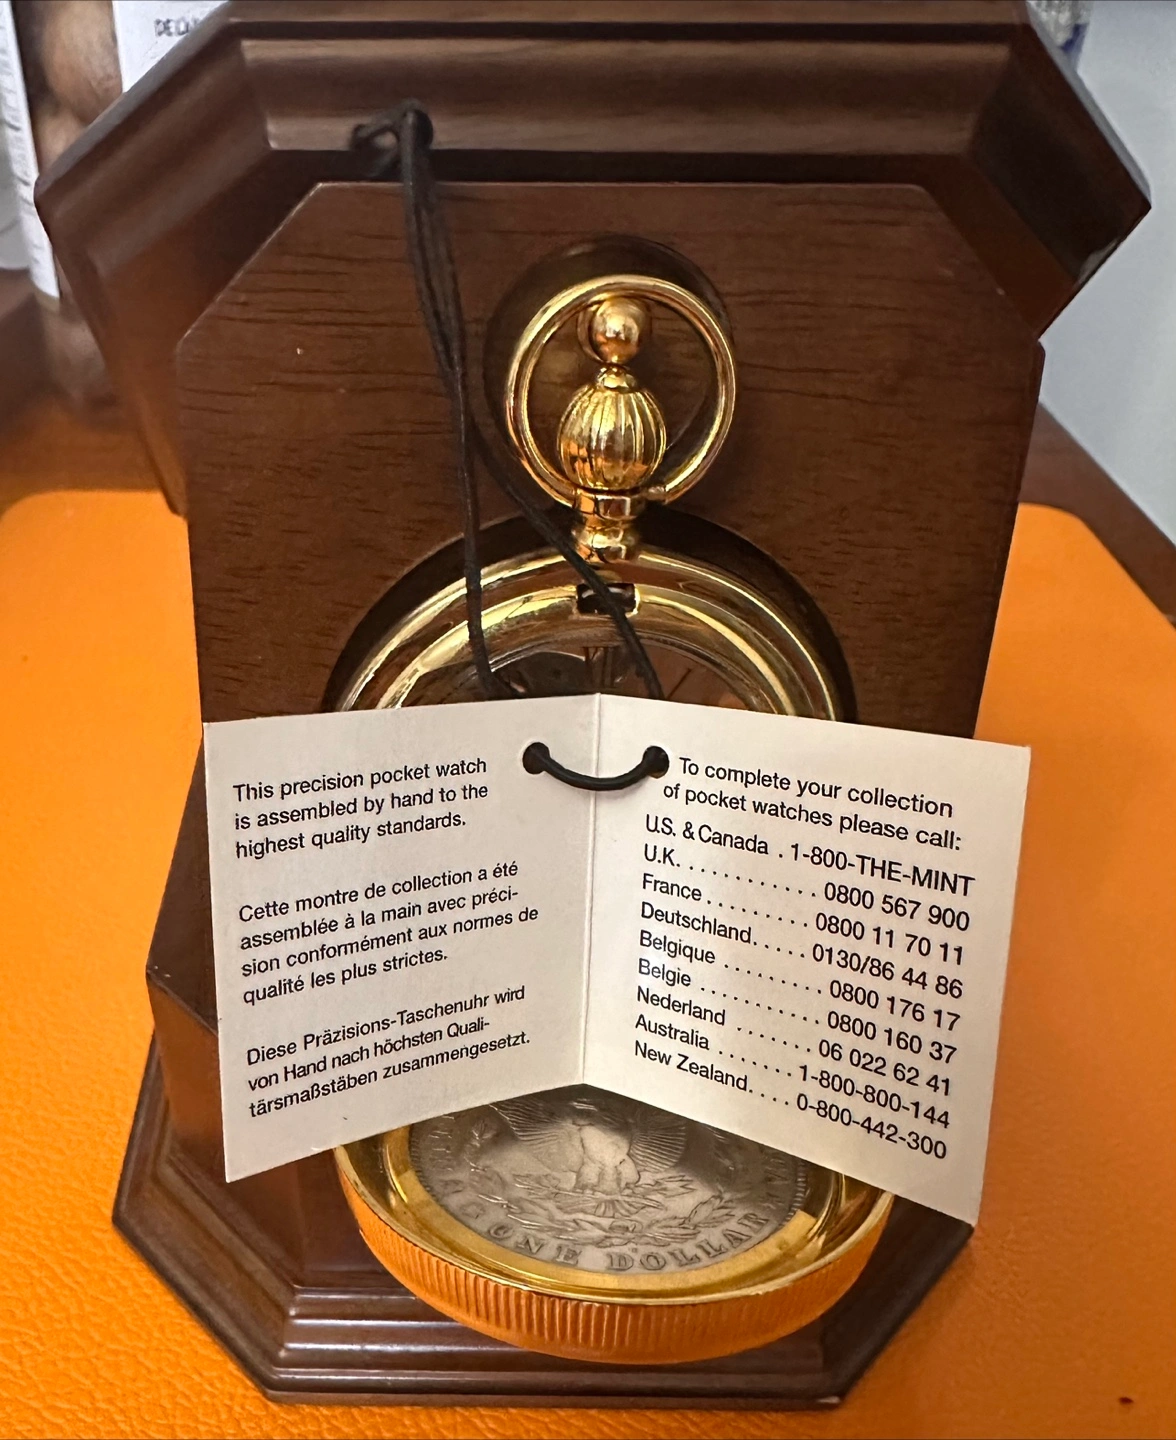 This precision pocket watch
is assembled by hand to the
highest quality standards.
Cette montre de collection a été
assemblée à la main avec préci-
sion conformément aux normes de
qualité les plus strictes.
Diese Präzisions-Taschenuhr wird
von Hand nach höchsten Quali-
tärsmaßstäben zusammengesetzt.
To complete your collection
of pocket watches please call:
U.S. & Canada . 1-800-THE-MINT
U.K. . . . . . . . . . . . 0800 567 900
France . . . . . . . . . 0800 11 70 11
Deutschland. . . . . 0130/86 44 86
Belgique . . . . . . . . . 0800 176 17
Belgie . . . . . . . . . . . 0800 160 37
Nederland . . . . . . . 06 022 62 41
Australia . . . . . . . 1-800-800-144
New Zealand. . . . 0-800-442-300
ONE DOLLAR